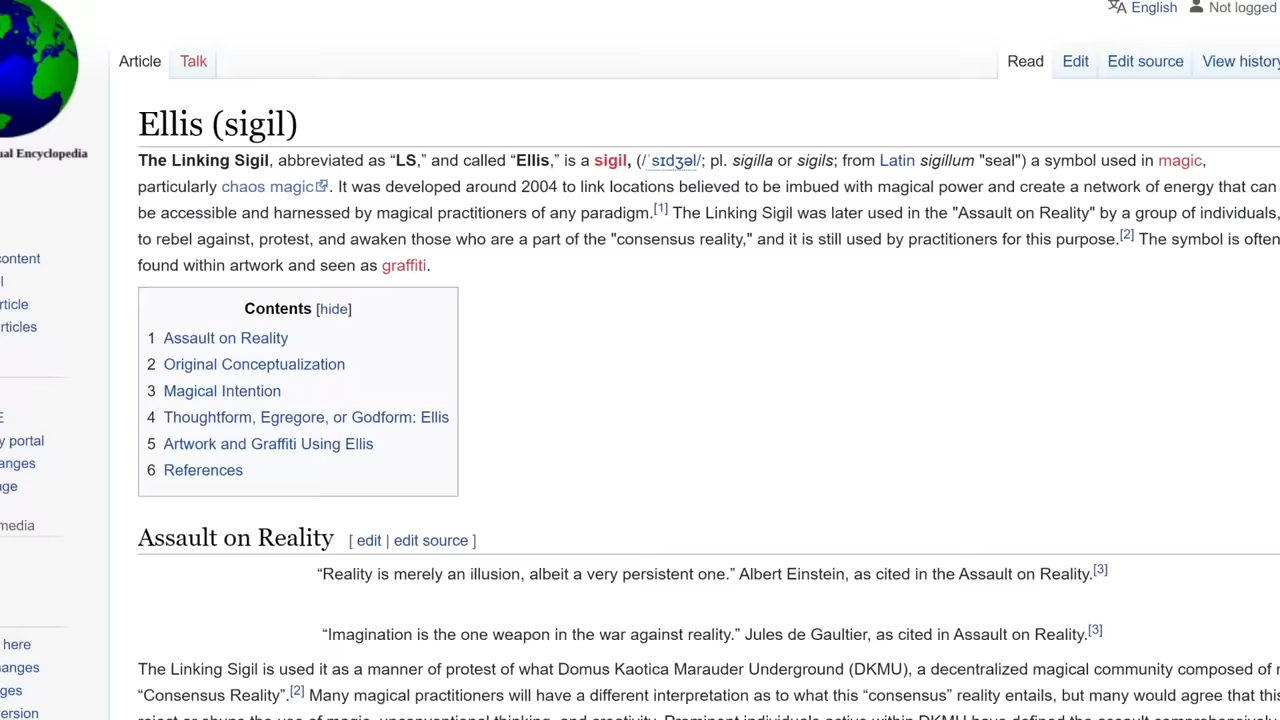 English Not logged
Article Talk Read Edit Edit source View history
Ellis (sigil)
ual Encyclopedia
The Linking Sigil, abbreviated as “LS,” and called “Ellis,” is a sigil, (/ˈsɪdʒəl/; pl. sigilla or sigils; from Latin sigillum "seal") a symbol used in magic,
particularly chaos magic. It was developed around 2004 to link locations believed to be imbued with magical power and create a network of energy that can
be accessible and harnessed by magical practitioners of any paradigm.[1] The Linking Sigil was later used in the "Assault on Reality" by a group of individuals,
to rebel against, protest, and awaken those who are a part of the "consensus reality," and it is still used by practitioners for this purpose.[2] The symbol is often
found within artwork and seen as graffiti.
content
l
rticle
rticles
Contents [hide]
1 Assault on Reality
2 Original Conceptualization
3 Magical Intention
4 Thoughtform, Egregore, or Godform: Ellis
5 Artwork and Graffiti Using Ellis
6 References
E
y portal
anges
age
media
Assault on Reality [ edit | edit source ]
“Reality is merely an illusion, albeit a very persistent one.” Albert Einstein, as cited in the Assault on Reality.[3]
“Imagination is the one weapon in the war against reality.” Jules de Gaultier, as cited in Assault on Reality.[3]
here
hanges
ges
version
The Linking Sigil is used it as a manner of protest of what Domus Kaotica Marauder Underground (DKMU), a decentralized magical community composed of
“Consensus Reality”.[2] Many magical practitioners will have a different interpretation as to what this “consensus” reality entails, but many would agree that this